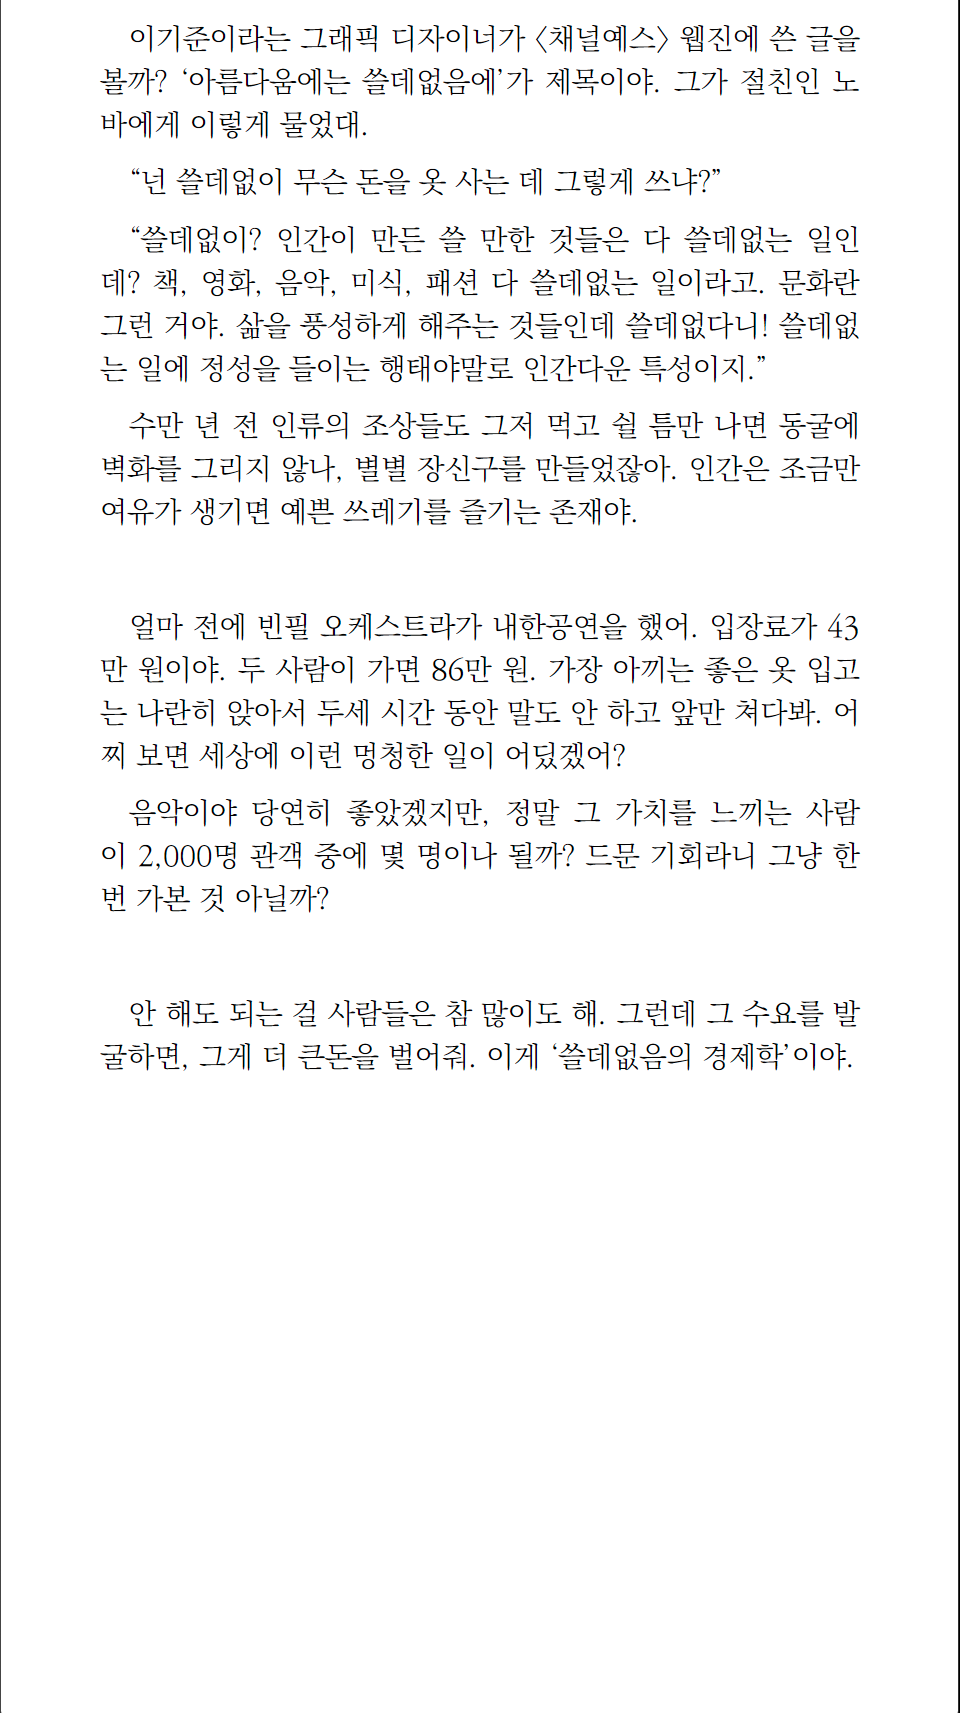 이기준이라는 그래픽 디자이너가 〈채널예스〉 웹진에 쓴 글을
볼까? ‘아름다움에는 쓸데없음에’가 제목이야. 그가 절친인 노
바에게 이렇게 물었대.
“넌 쓸데없이 무슨 돈을 옷 사는 데 그렇게 쓰냐?”
“쓸데없이? 인간이 만든 쓸 만한 것들은 다 쓸데없는 일인
데? 책, 영화, 음악, 미식, 패션 다 쓸데없는 일이라고. 문화란
그런 거야. 삶을 풍성하게 해주는 것들인데 쓸데없다니! 쓸데없
는 일에 정성을 들이는 행태야말로 인간다운 특성이지.”
수만 년 전 인류의 조상들도 그저 먹고 쉴 틈만 나면 동굴에
벽화를 그리지 않나, 별별 장신구를 만들었잖아. 인간은 조금만
여유가 생기면 예쁜 쓰레기를 즐기는 존재야.
얼마 전에 빈필 오케스트라가 내한공연을 했어. 입장료가 43
만 원이야. 두 사람이 가면 86만 원. 가장 아끼는 좋은 옷 입고
는 나란히 앉아서 두세 시간 동안 말도 안 하고 앞만 쳐다봐. 어
찌 보면 세상에 이런 멍청한 일이 어딨겠어?
음악이야 당연히 좋았겠지만, 정말 그 가치를 느끼는 사람
이 2,000명 관객 중에 몇 명이나 될까? 드문 기회라니 그냥 한
번 가본 것 아닐까?
안 해도 되는 걸 사람들은 참 많이도 해. 그런데 그 수요를 발
굴하면, 그게 더 큰돈을 벌어줘. 이게 ‘쓸데없음의 경제학’이야.